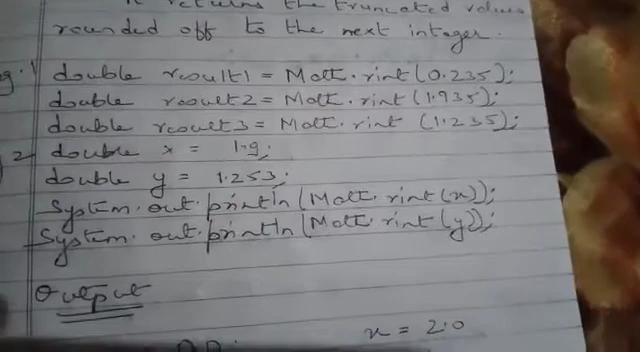 It returns the truncated value
rounded off to the next integer.
eg. 1 double result1 = Math.rint(0.235);
double result2 = Math.rint(1.935);
double result3 = Math.rint (1.235);
2 double x = 1.9;
double y = 1.253;
System.out.println (Math.rint(x));
System.out.println (Math.rint(y));
Output
x = 2.0